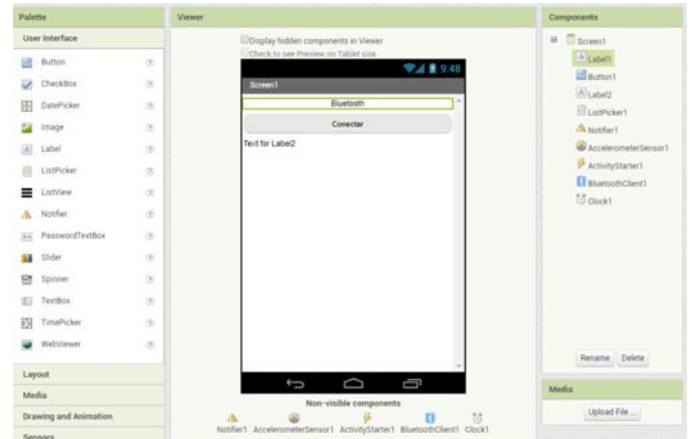 Palette
User Interface
Button
CheckBox
DatePicker
Image
Label
ListPicker
ListView
Notifier
PasswordTextBox
Slider
Spinner
TextBox
TimePicker
WebViewer
Layout
Media
Drawing and Animation
Sensors
Viewer
Display hidden components in Viewer
Check to see Preview on Tablet size
9:48
Screen1
Bluetooth
Conectar
Text for Label2
Non-visible components
Notifier1 AccelerometerSensor1 ActivityStarter1 BluetoothClient1 Clock1
Components
Screen1
Label1
Button1
Label2
ListPicker1
Notifier1
AccelerometerSensor1
ActivityStarter1
BluetoothClient1
Clock1
Rename Delete
Media
Upload File ...